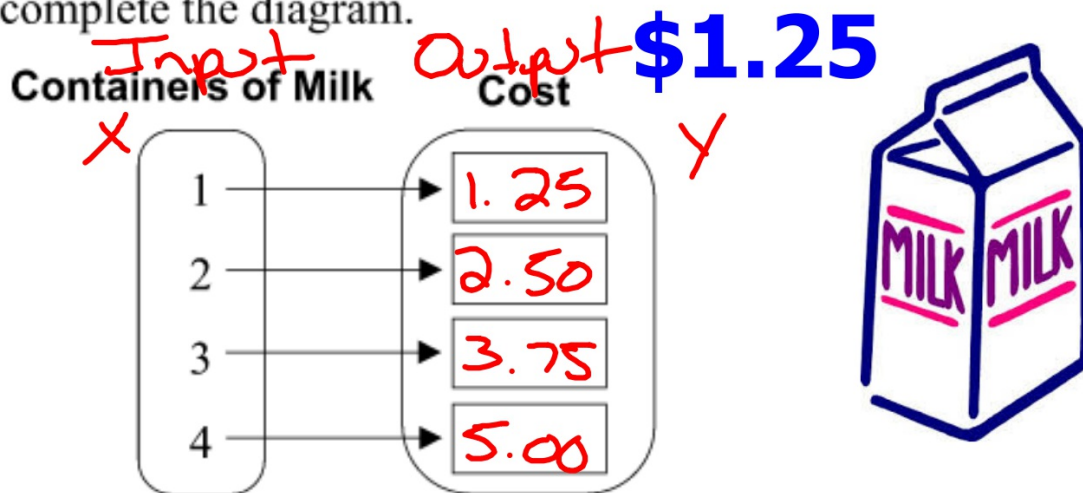 complete the diagram.
Input Output $1.25
Containers of Milk Cost
X Y
1 1.25
2 2.50
3 3.75
4 5.00
MILK MILK